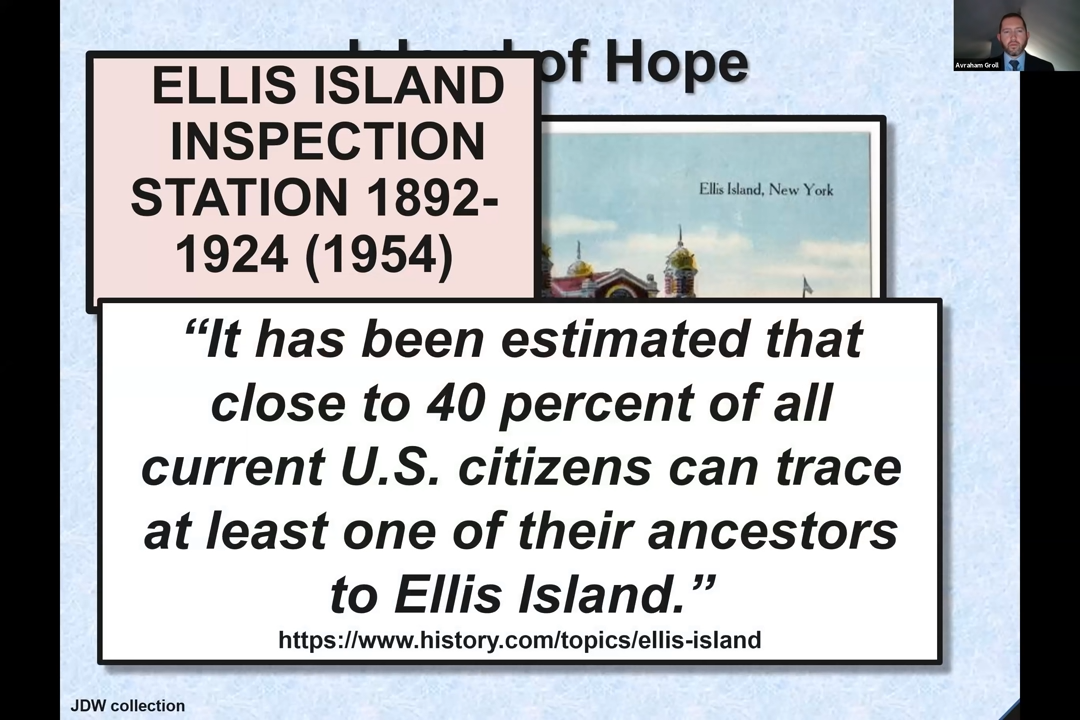 of Hope
Avraham Groll
ELLIS ISLAND
INSPECTION
STATION 1892-
1924 (1954)
Ellis Island, New York
“It has been estimated that
close to 40 percent of all
current U.S. citizens can trace
at least one of their ancestors
to Ellis Island.”
https://www.history.com/topics/ellis-island
JDW collection